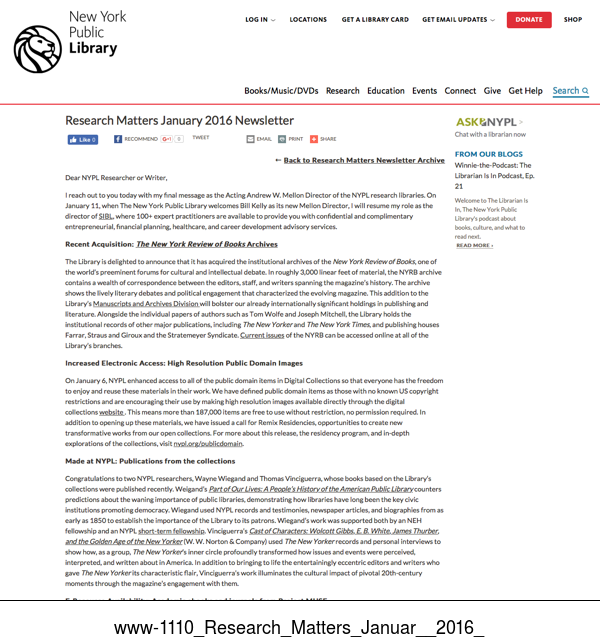 New York
Public
Library
LOG IN
LOCATIONS
GET A LIBRARY CARD
GET EMAIL UPDATES
DONATE
SHOP
Books/Music/DVDs Research Education Events Connect Give Get Help Search
Research Matters January 2016 Newsletter
Like 0
RECOMMEND
G+1 0
TWEET
EMAIL
PRINT
SHARE
← Back to Research Matters Newsletter Archive
Dear NYPL Researcher or Writer,
I reach out to you today with my final message as the Acting Andrew W. Mellon Director of the NYPL research libraries. On
January 11, when The New York Public Library welcomes Bill Kelly as its new Mellon Director, I will resume my role as the
director of SIBL, where 100+ expert practitioners are available to provide you with confidential and complimentary
entrepreneurial, financial planning, healthcare, and career development advisory services.
Recent Acquisition: The New York Review of Books Archives
The Library is delighted to announce that it has acquired the institutional archives of the New York Review of Books, one of
the world's preeminent forums for cultural and intellectual debate. In roughly 3,000 linear feet of material, the NYRB archive
contains a wealth of correspondence between the editors, staff, and writers spanning the magazine's history. The archive
shows the lively literary debates and political engagement that characterized the evolving magazine. This addition to the
Library's Manuscripts and Archives Division will bolster our already internationally significant holdings in publishing and
literature. Alongside the individual papers of authors such as Tom Wolfe and Joseph Mitchell, the Library holds the
institutional records of other major publications, including The New Yorker and The New York Times, and publishing houses
Farrar, Straus and Giroux and the Stratemeyer Syndicate. Current issues of the NYRB can be accessed online at all of the
Library's branches.
Increased Electronic Access: High Resolution Public Domain Images
On January 6, NYPL enhanced access to all of the public domain items in Digital Collections so that everyone has the freedom
to enjoy and reuse these materials in their work. We have defined public domain items as those with no known US copyright
restrictions and are encouraging their use by making high resolution images available directly through the digital
collections website . This means more than 187,000 items are free to use without restriction, no permission required. In
addition to opening up these materials, we have issued a call for Remix Residencies, opportunities to create new
transformative works from our open collections. For more about this release, the residency program, and in-depth
explorations of the collections, visit nypl.org/publicdomain.
Made at NYPL: Publications from the collections
Congratulations to two NYPL researchers, Wayne Wiegand and Thomas Vinciguerra, whose books based on the Library's
collections were published recently. Weigand's Part of Our Lives: A People's History of the American Public Library counters
predictions about the waning importance of public libraries, demonstrating how libraries have long been the key civic
institutions promoting democracy. Wiegand used NYPL records and testimonies, newspaper articles, and biographies from as
early as 1850 to establish the importance of the Library to its patrons. Wiegand's work was supported both by an NEH
fellowship and an NYPL short-term fellowship. Vinciguerra's Cast of Characters: Wolcott Gibbs, E. B. White, James Thurber,
and the Golden Age of the New Yorker (W. W. Norton & Company) used The New Yorker records and personal interviews to
show how, as a group, The New Yorker's inner circle profoundly transformed how issues and events were perceived,
interpreted, and written about in America. In addition to bringing to life the entertainingly eccentric editors and writers who
gave The New Yorker its characteristic flair, Vinciguerra's work illuminates the cultural impact of pivotal 20th-century
moments through the magazine's engagement with them.
ASK NYPL >
Chat with a librarian now
FROM OUR BLOGS
Winnie-the-Podcast: The
Librarian Is In Podcast, Ep.
21
Welcome to The Librarian Is
In, The New York Public
Library's podcast about
books, culture, and what to
read next.
READ MORE ›
www-1110_Research_Matters_Januar__2016_